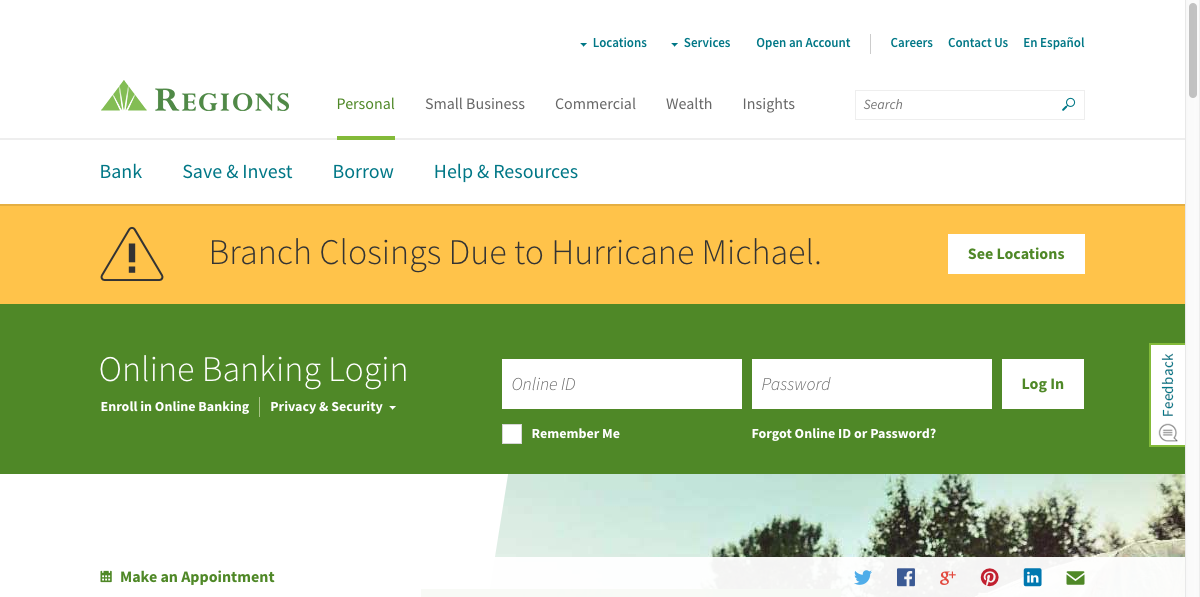 Locations Services Open an Account Careers Contact Us En Español
REGIONS Personal Small Business Commercial Wealth Insights Search
Bank Save & Invest Borrow Help & Resources
Branch Closings Due to Hurricane Michael. See Locations
Online Banking Login Online ID Password Log In
Enroll in Online Banking Privacy & Security
Remember Me Forgot Online ID or Password?
Feedback
Make an Appointment